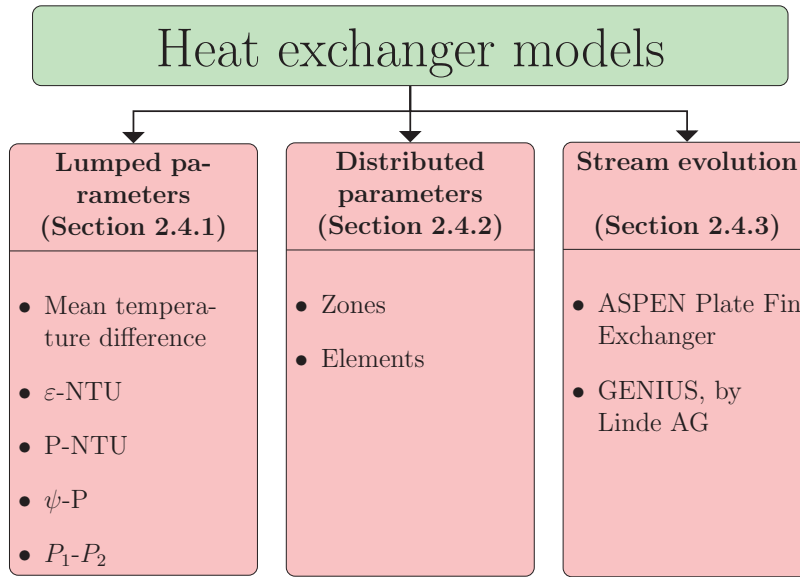 Heat exchanger models
Lumped pa-
rameters
(Section 2.4.1)
• Mean tempera-
ture difference
• ε-NTU
• P-NTU
• ψ-P
• P₁-P₂
Distributed
parameters
(Section 2.4.2)
• Zones
• Elements
Stream evolution
(Section 2.4.3)
• ASPEN Plate Fin
Exchanger
• GENIUS, by
Linde AG